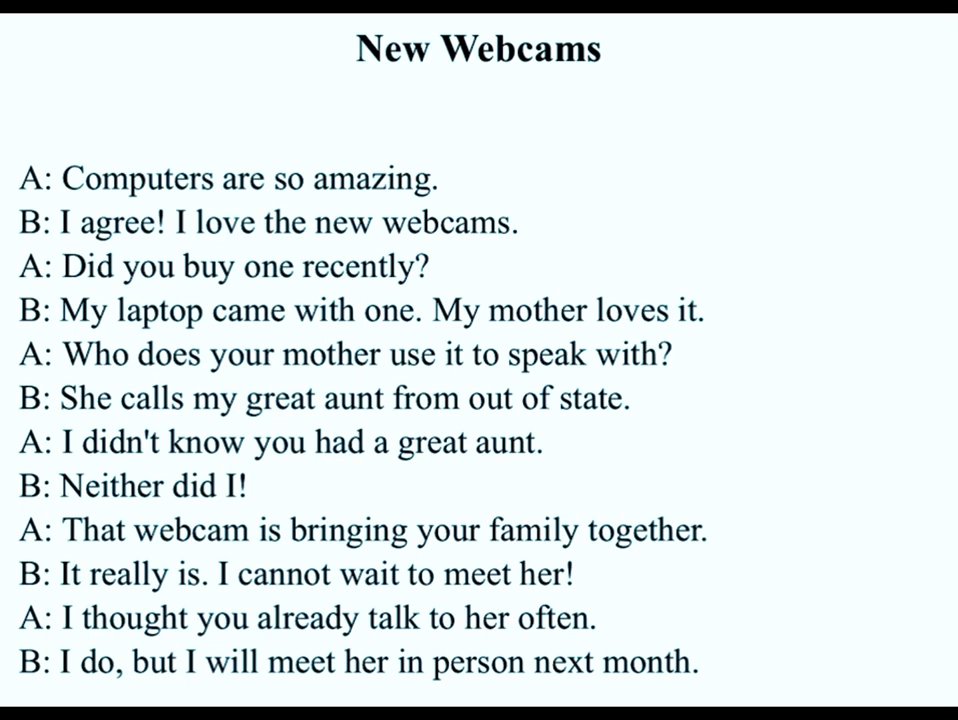 New Webcams
A: Computers are so amazing.
B: I agree! I love the new webcams.
A: Did you buy one recently?
B: My laptop came with one. My mother loves it.
A: Who does your mother use it to speak with?
B: She calls my great aunt from out of state.
A: I didn't know you had a great aunt.
B: Neither did I!
A: That webcam is bringing your family together.
B: It really is. I cannot wait to meet her!
A: I thought you already talk to her often.
B: I do, but I will meet her in person next month.